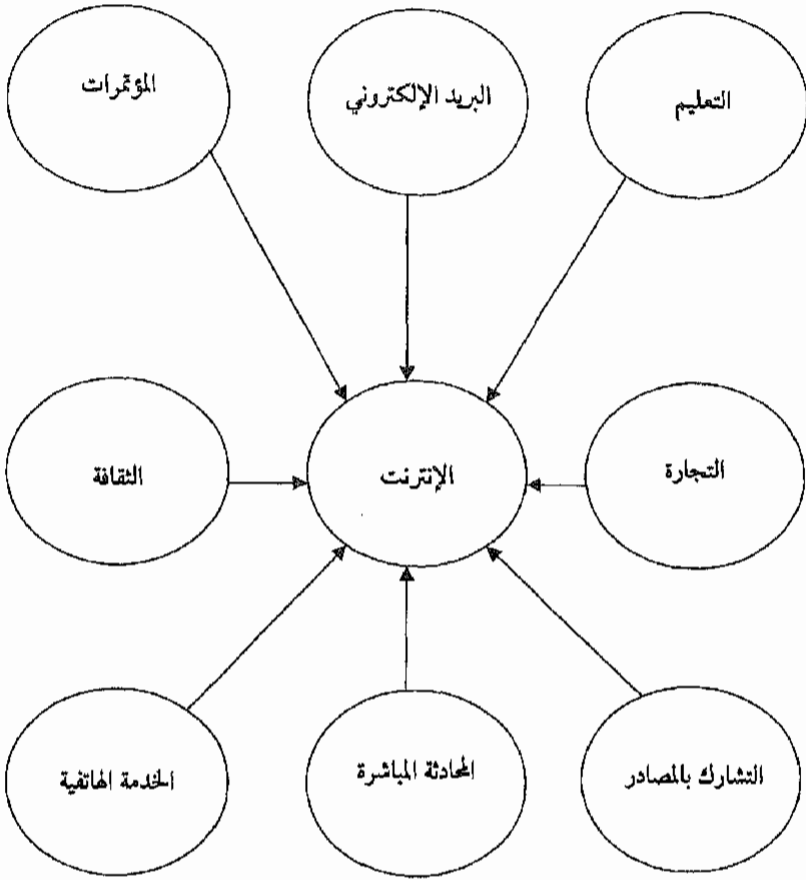 التعليم
البريد الإلكتروني
المؤتمرات
التجارة
الإنترنت
الثقافة
التشارك بالمصادر
المحادثة المباشرة
الخدمة الهاتفية